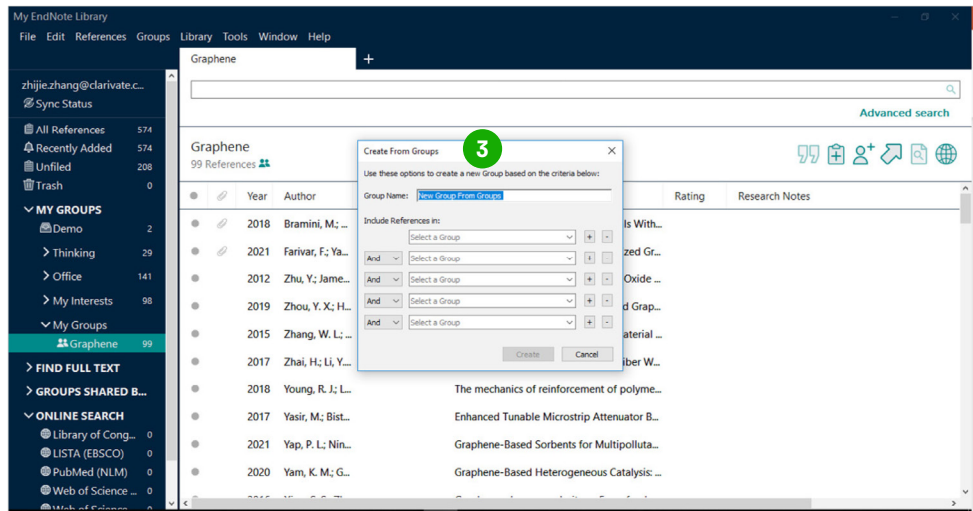 My EndNote Library
File Edit References Groups Library Tools Window Help
Graphene
+
zhijie.zhang@clarivate.c...
Sync Status
Advanced search
All References 574
Recently Added 574
Unfiled 208
Trash 0
MY GROUPS
Demo 2
Thinking 29
Office 141
My Interests 98
My Groups
Graphene 99
FIND FULL TEXT
GROUPS SHARED B...
ONLINE SEARCH
Library of Cong... 0
LISTA (EBSCO) 0
PubMed (NLM) 0
Web of Science ... 0
Graphene
99 References
Year Author Rating Research Notes
2018 Bramini, M.; ... ls With...
2021 Farivar, F.; Ya... zed Gr...
2012 Zhu, Y.; Jame... Oxide ...
2019 Zhou, Y. X.; H... d Grap...
2015 Zhang, W. L.; ... aterial ...
2017 Zhai, H.; Li, Y.... iber W...
2018 Young, R. J.; L... The mechanics of reinforcement of polyme...
2017 Yasir, M.; Bist... Enhanced Tunable Microstrip Attenuator B...
2021 Yap, P. L.; Nin... Graphene-Based Sorbents for Multipolluta...
2020 Yam, K. M.; G... Graphene-Based Heterogeneous Catalysis: ...
3
Create From Groups
Use these options to create a new Group based on the criteria below:
Group Name: New Group From Groups
Include References in:
Select a Group + -
And Select a Group +
And Select a Group + -
And Select a Group + -
And Select a Group + -
Create Cancel